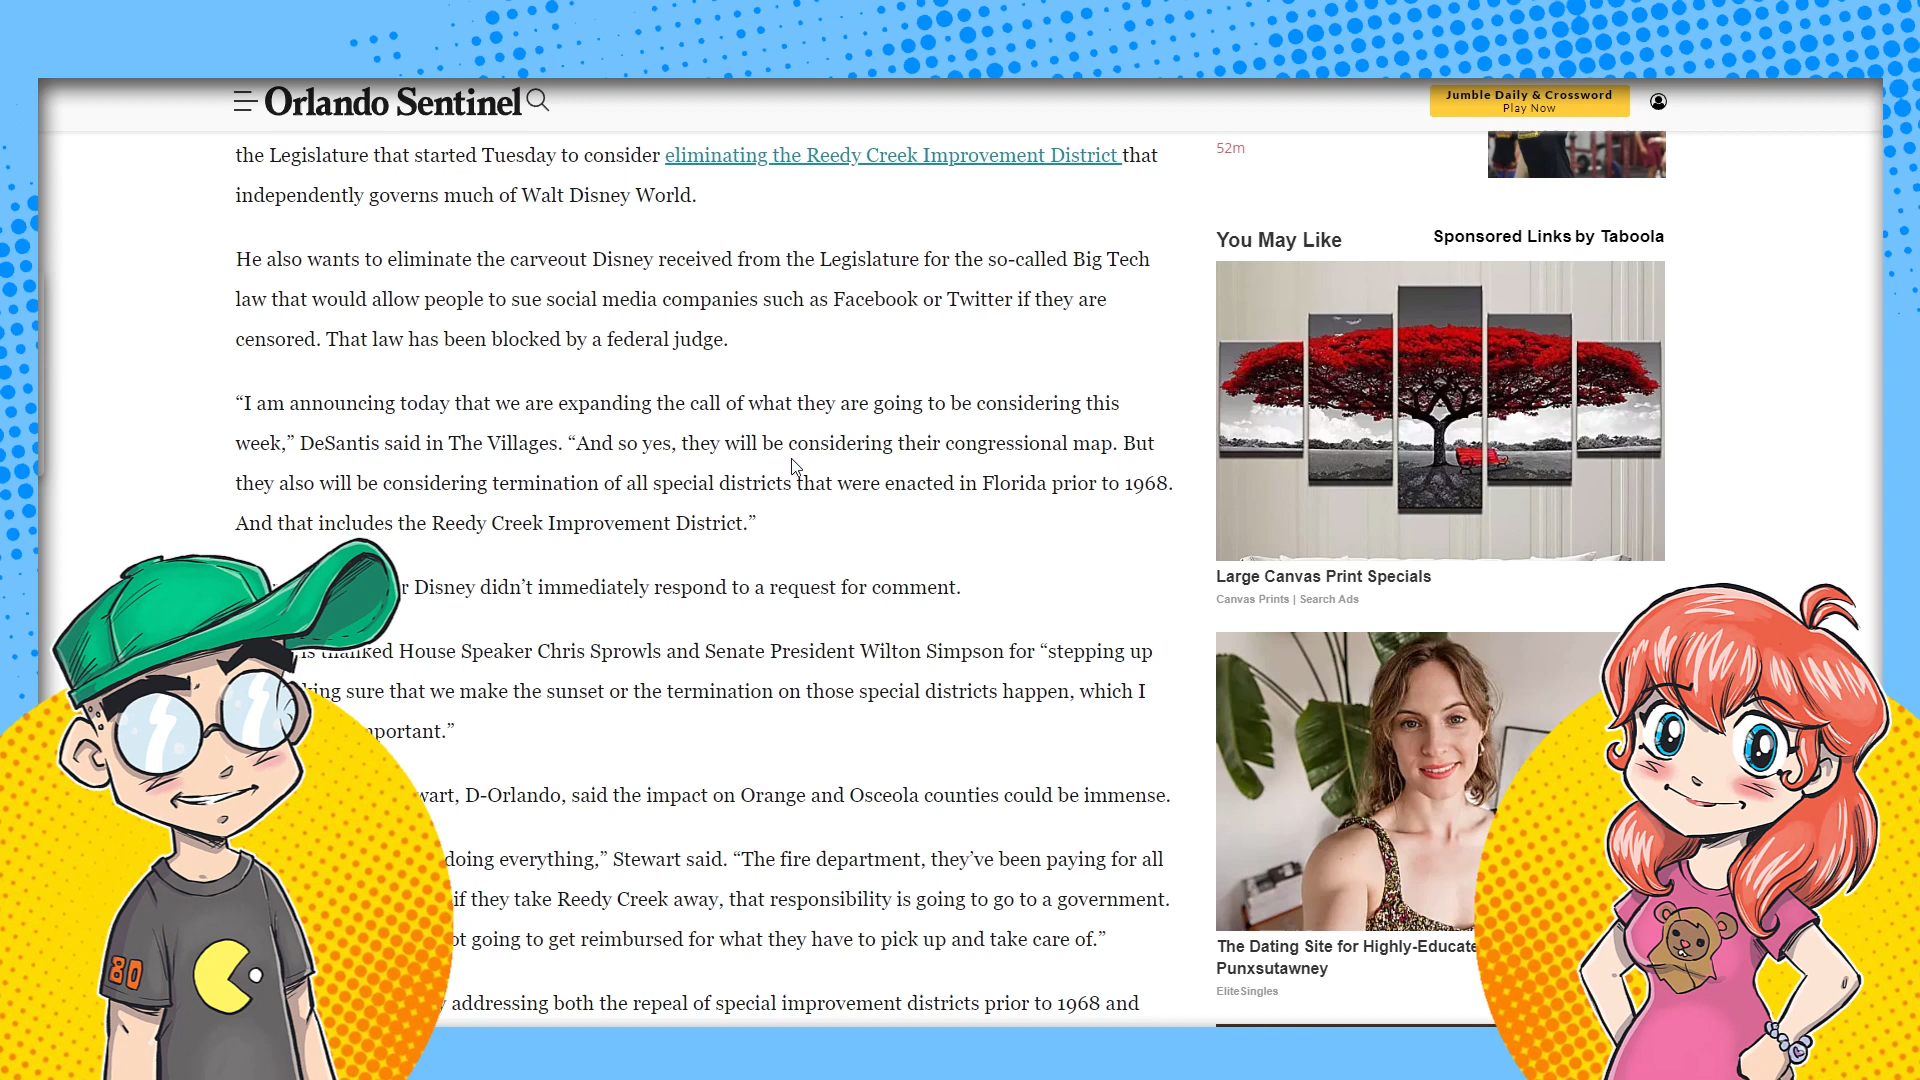 Orlando Sentinel
Jumble Daily & Crossword
Play Now
the Legislature that started Tuesday to consider eliminating the Reedy Creek Improvement District that
independently governs much of Walt Disney World.
He also wants to eliminate the carveout Disney received from the Legislature for the so-called Big Tech
law that would allow people to sue social media companies such as Facebook or Twitter if they are
censored. That law has been blocked by a federal judge.
“I am announcing today that we are expanding the call of what they are going to be considering this
week,” DeSantis said in The Villages. “And so yes, they will be considering their congressional map. But
they also will be considering termination of all special districts that were enacted in Florida prior to 1968.
And that includes the Reedy Creek Improvement District.”
Disney didn’t immediately respond to a request for comment.
House Speaker Chris Sprowls and Senate President Wilton Simpson for “stepping up
sure that we make the sunset or the termination on those special districts happen, which I
D-Orlando, said the impact on Orange and Osceola counties could be immense.
doing everything,” Stewart said. “The fire department, they’ve been paying for all
if they take Reedy Creek away, that responsibility is going to go to a government.
going to get reimbursed for what they have to pick up and take care of.”
addressing both the repeal of special improvement districts prior to 1968 and
52m
You May Like
Sponsored Links by Taboola
Large Canvas Print Specials
Canvas Prints | Search Ads
The Dating Site for Highly-Educate
Punxsutawney
EliteSingles
80